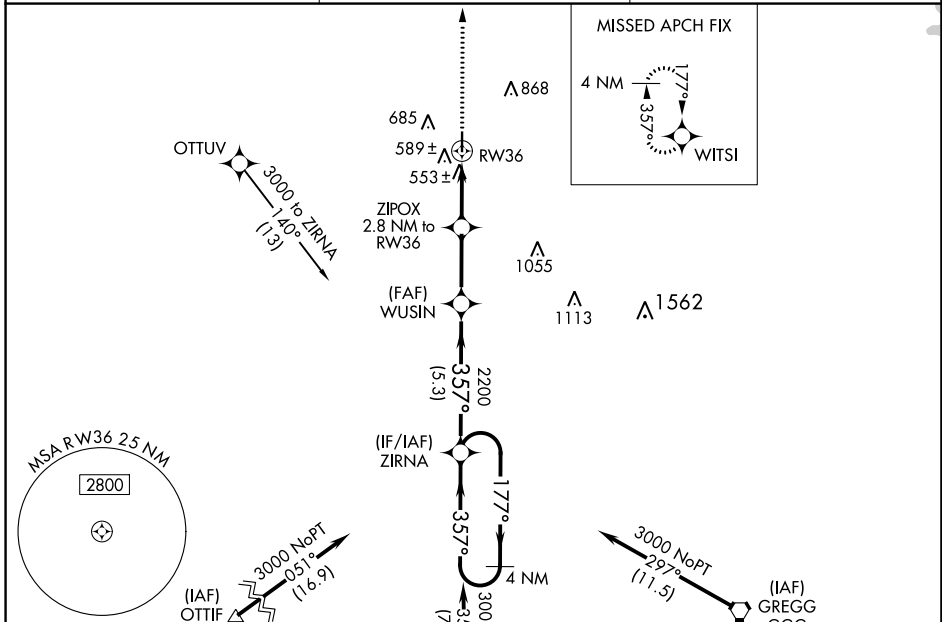 MISSED APCH FIX
177°
4 NM
357°
WITSI
868
685
589 ±
RW36
553 ±
OTTUV
3000 to ZIRNA
140°
(13)
ZIPOX
2.8 NM to
RW36
1055
(FAF)
WUSIN
1113
1562
2200
357°
(5.3)
(IF/IAF)
ZIRNA
MSA RW36 25 NM
2800
177°
357°
4 NM
3000 NoPT
051°
(16.9)
(IAF)
OTTIF
3000 NoPT
297°
(11.5)
(IAF)
GREGG